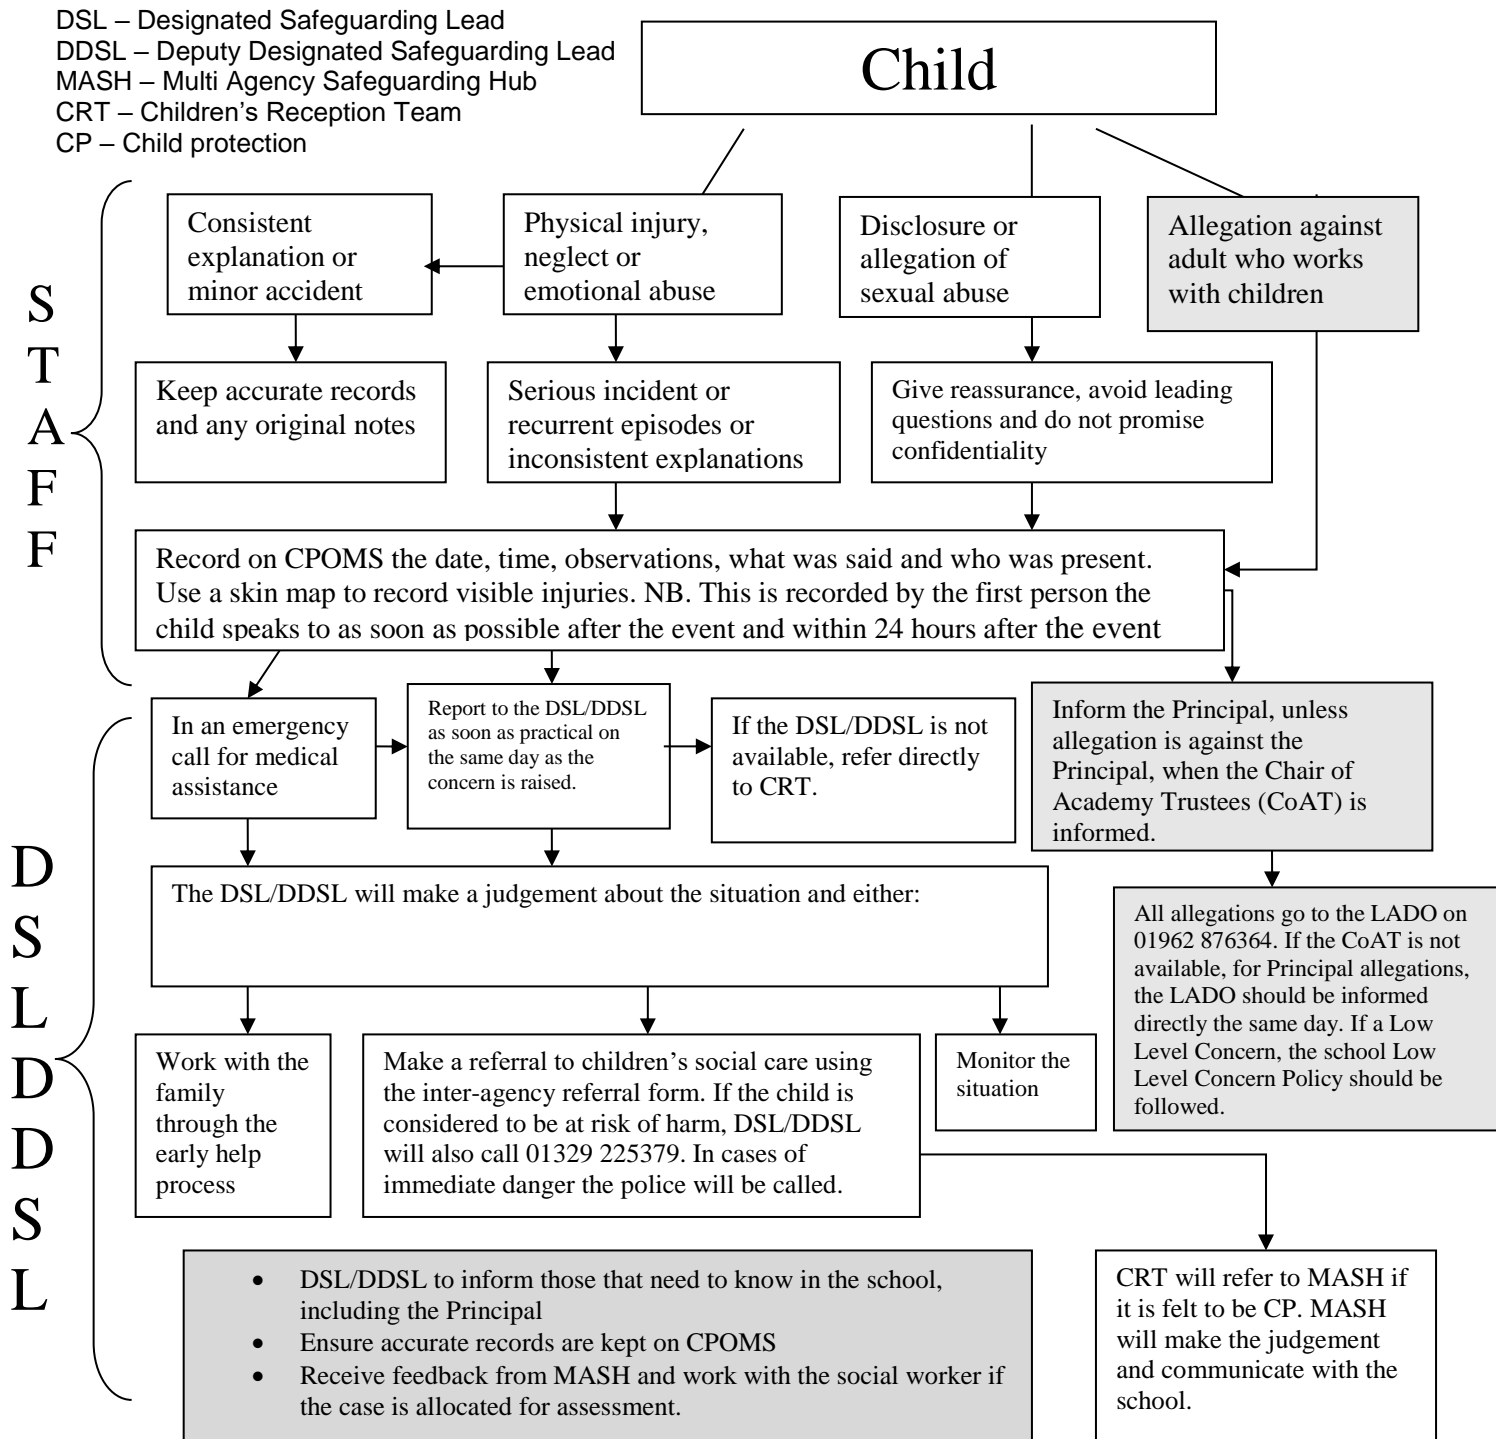 DSL – Designated Safeguarding Lead
DDSL – Deputy Designated Safeguarding Lead
MASH – Multi Agency Safeguarding Hub
CRT – Children's Reception Team
CP – Child protection
Child
S
T
A
F
F
Consistent
explanation or
minor accident
Physical injury,
neglect or
emotional abuse
Disclosure or
allegation of
sexual abuse
Allegation against
adult who works
with children
Keep accurate records
and any original notes
Serious incident or
recurrent episodes or
inconsistent explanations
Give reassurance, avoid leading
questions and do not promise
confidentiality
Record on CPOMS the date, time, observations, what was said and who was present.
Use a skin map to record visible injuries. NB. This is recorded by the first person the
child speaks to as soon as possible after the event and within 24 hours after the event
D
S
L
D
D
S
L
In an emergency
call for medical
assistance
Report to the DSL/DDSL
as soon as practical on
the same day as the
concern is raised.
If the DSL/DDSL is not
available, refer directly
to CRT.
Inform the Principal, unless
allegation is against the
Principal, when the Chair of
Academy Trustees (CoAT) is
informed.
The DSL/DDSL will make a judgement about the situation and either:
All allegations go to the LADO on
01962 876364. If the CoAT is not
available, for Principal allegations,
the LADO should be informed
directly the same day. If a Low
Level Concern, the school Low
Level Concern Policy should be
followed.
Work with the
family
through the
early help
process
Make a referral to children's social care using
the inter-agency referral form. If the child is
considered to be at risk of harm, DSL/DDSL
will also call 01329 225379. In cases of
immediate danger the police will be called.
Monitor the
situation
• DSL/DDSL to inform those that need to know in the school,
including the Principal
• Ensure accurate records are kept on CPOMS
• Receive feedback from MASH and work with the social worker if
the case is allocated for assessment.
CRT will refer to MASH if
it is felt to be CP. MASH
will make the judgement
and communicate with the
school.